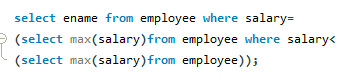 select ename from employee where salary=
(select max(salary)from employee where salary<
(select max(salary)from employee));